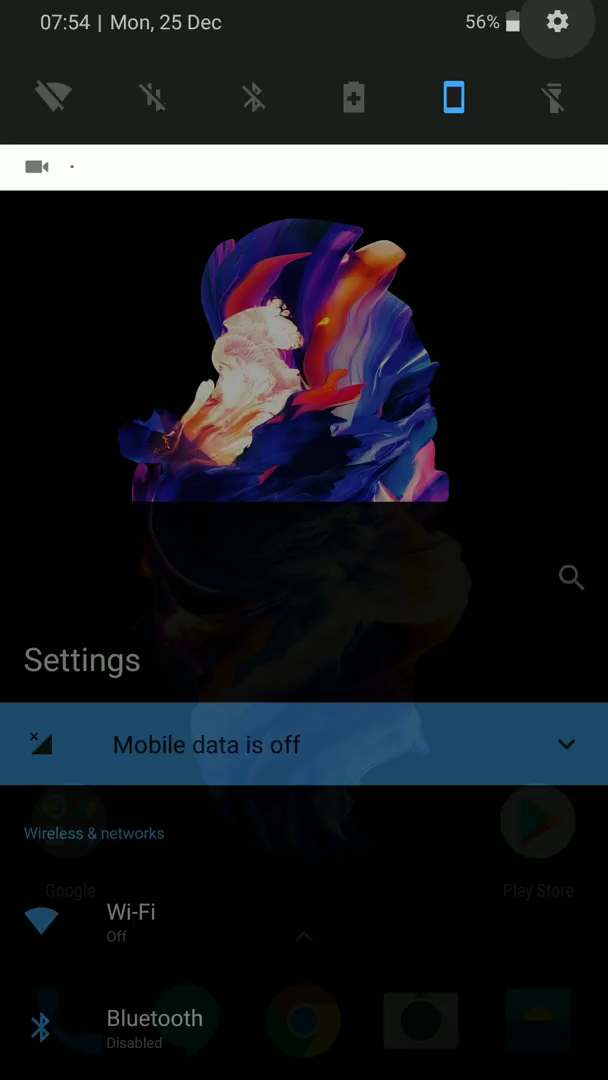 07:54 | Mon, 25 Dec 56%
Settings
Mobile data is off
Wireless & networks
Google Play Store
Wi-Fi
Off
Bluetooth
Disabled